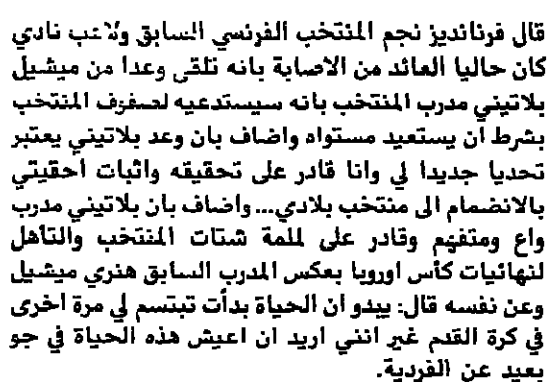 قال فرنانديز نجم المنتخب الفرنسي السابق ولاعب نادي
كان حاليا العائد من الاصابة بانه تلقى وعدا من ميشيل
بلاتيني مدرب المنتخب بانه سيستدعيه لصفوف المنتخب
بشرط ان يستعيد مستواه واضاف بان وعد بلاتيني يعتبر
تحديا جديدا لي وانا قادر على تحقيقه واثبات احقيتي
بالانضمام الى منتخب بلادي... واضاف بان بلاتيني مدرب
واع ومتفهم وقادر على لملمة شتات المنتخب والتاهل
لنهائيات كأس اوروبا بعكس المدرب السابق هنري ميشيل
وعن نفسه قال: يبدو ان الحياة بدأت تبتسم لي مرة اخرى
في كرة القدم غير انني اريد ان اعيش هذه الحياة في جو
بعيد عن الفردية.